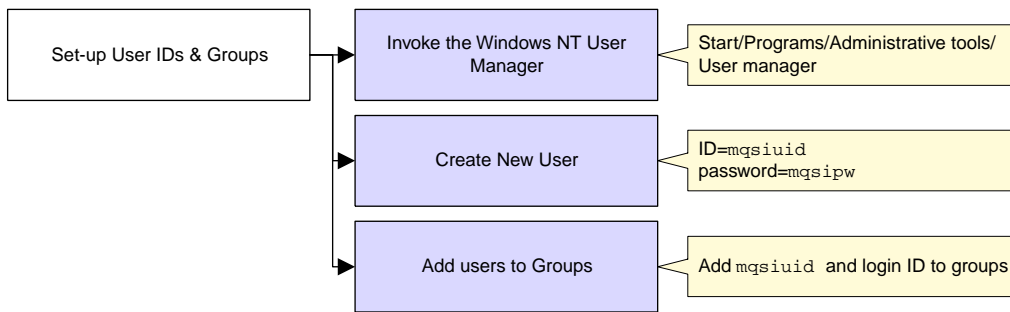 Set-up User IDs & Groups
Invoke the Windows NT User
Manager
Start/Programs/Administrative tools/
User manager
Create New User
ID=mqsiuid
password=mqsipw
Add users to Groups
Add mqsiuid and login ID to groups